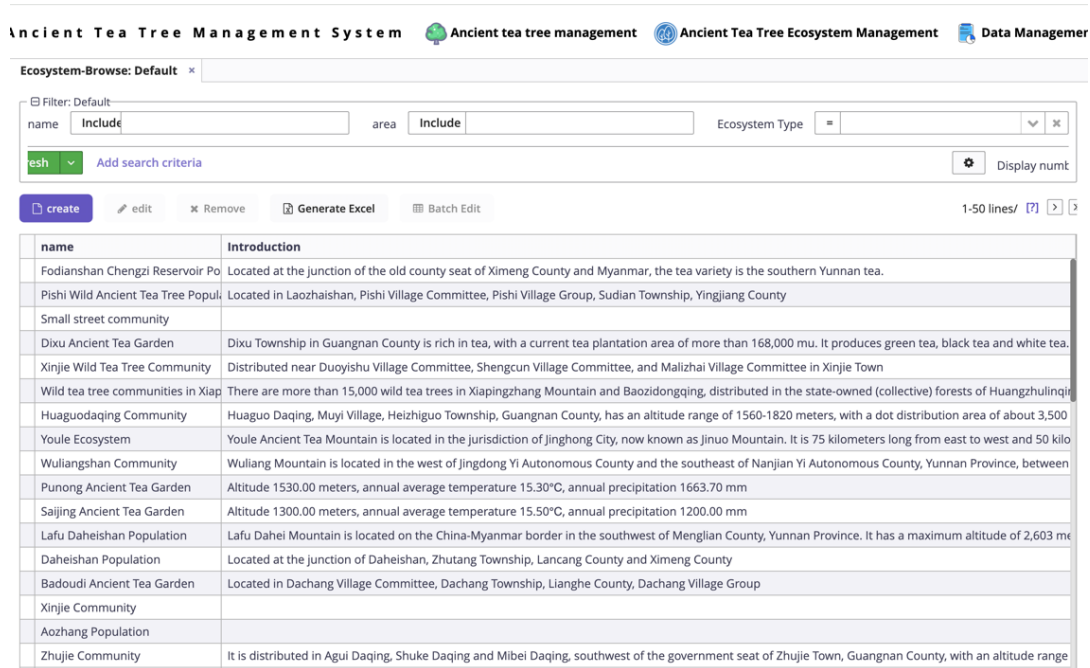 Ancient Tea Tree Management System Ancient tea tree management Ancient Tea Tree Ecosystem Management Data
Ecosystem-Browse: Default ×
Filter: Default
name Include area Include Ecosystem Type =
Add search criteria Display
create edit Remove Generate Excel Batch Edit 1-50 lines/ [?]
name Introduction
Fodianshan Chengzi Reservoir Located at the junction of the old county seat of Ximeng County and Myanmar, the tea variety is the southern Yunnan tea.
Pishi Wild Ancient Tea Tree Located in Laozhaishan, Pishi Village Committee, Pishi Village Group, Sudian Township, Yingjiang County
Small street community
Dixu Ancient Tea Garden Dixu Township in Guangnan County is rich in tea, with a current tea plantation area of more than 168,000 mu. It produces green tea, black tea and white tea.
Xinjie Wild Tea Tree Community Distributed near Duoyishu Village Committee, Shengcun Village Committee, and Malizhai Village Committee in Xinjie Town
Wild tea tree communities in There are more than 15,000 wild tea trees in Xiapingzhang Mountain and Baozidongqing, distributed in the state-owned (collective) forests of
Huaguodaqing Community Huaguo Daqing, Muyi Village, Heizhiguo Township, Guangnan County, has an altitude range of 1560-1820 meters, with a dot distribution area of about 3,500
Youle Ecosystem Youle Ancient Tea Mountain is located in the jurisdiction of Jinghong City, now known as Jinuo Mountain. It is 75 kilometers long from east to west and 50
Wuliangshan Community Wuliang Mountain is located in the west of Jingdong Yi Autonomous County and the southeast of Nanjian Yi Autonomous County, Yunnan Province, between
Punong Ancient Tea Garden Altitude 1530.00 meters, annual average temperature 15.30°C, annual precipitation 1663.70 mm
Saijing Ancient Tea Garden Altitude 1300.00 meters, annual average temperature 15.50°C, annual precipitation 1200.00 mm
Lafu Daheishan Population Lafu Dahei Mountain is located on the China-Myanmar border in the southwest of Menglian County, Yunnan Province. It has a maximum altitude of 2,603
Daheishan Population Located at the junction of Daheishan, Zhutang Township, Lancang County and Ximeng County
Badoudi Ancient Tea Garden Located in Dachang Village Committee, Dachang Township, Lianghe County, Dachang Village Group
Xinjie Community
Aozhang Population
Zhujie Community It is distributed in Agui Daqing, Shuke Daqing and Mibei Daqing, southwest of the government seat of Zhujie Town, Guangnan County, with an altitude range